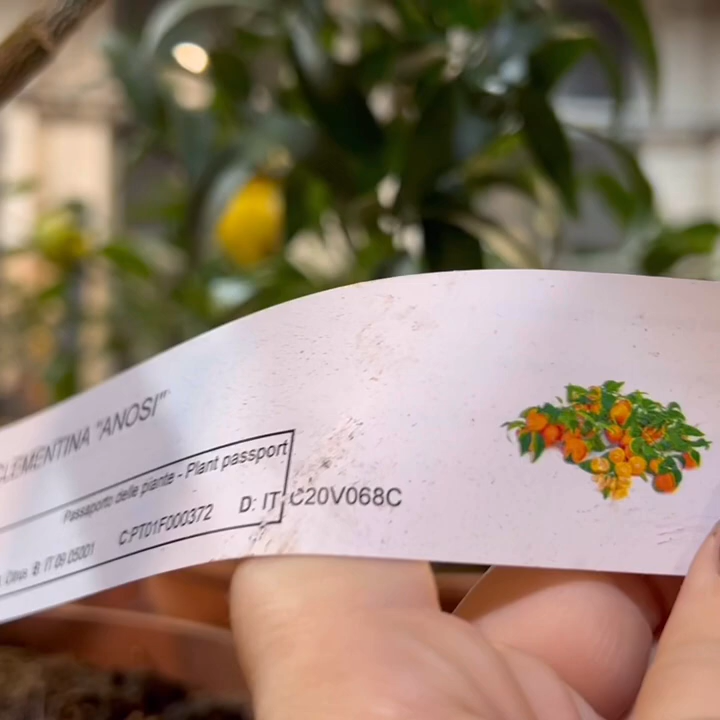 CLEMENTINA "ANOSI"
Passaporto delle piante - Plant passport
Citrus B: IT 09 05001 C:PT01F000372 D: IT C20V068C